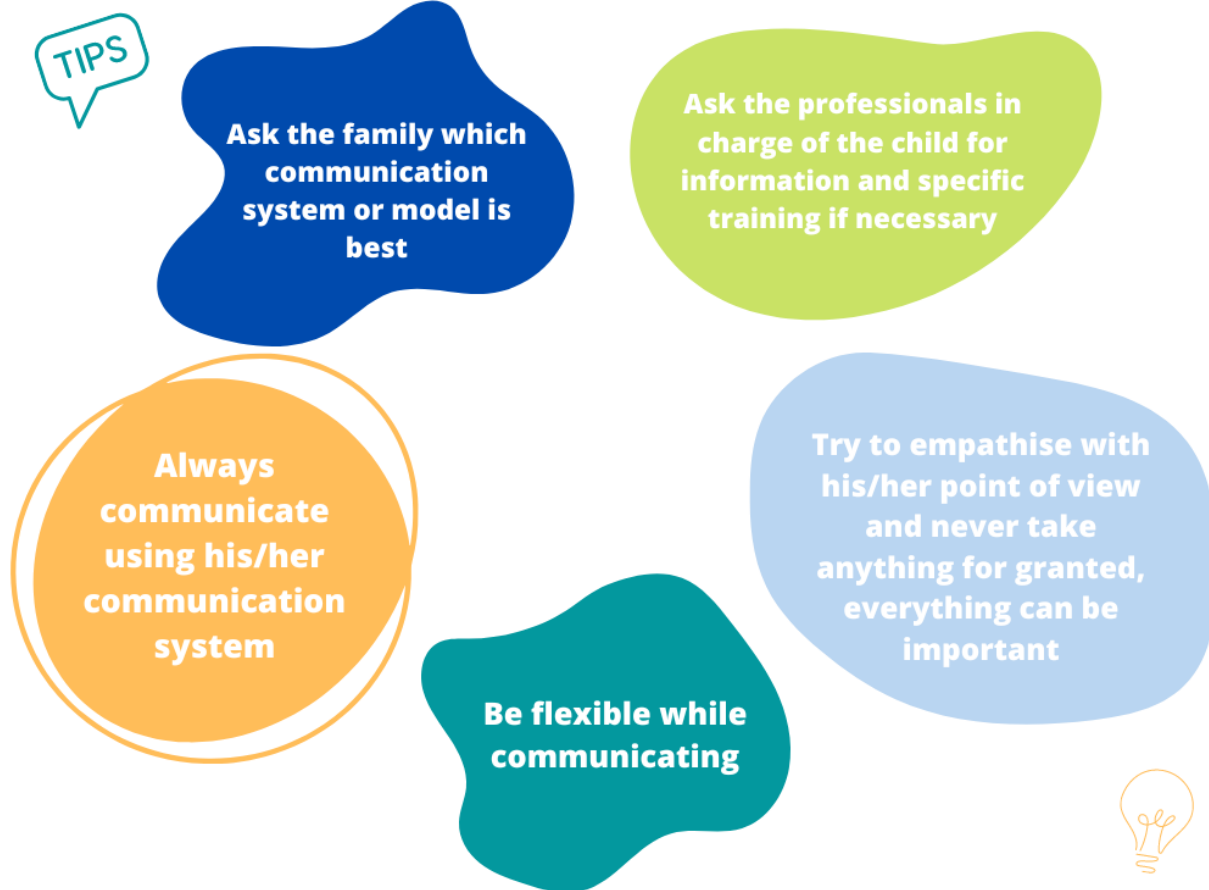 TIPS
Ask the family which
communication
system or model is
best
Ask the professionals in
charge of the child for
information and specific
training if necessary
Always
communicate
using his/her
communication
system
Try to empathise with
his/her point of view
and never take
anything for granted,
everything can be
important
Be flexible while
communicating